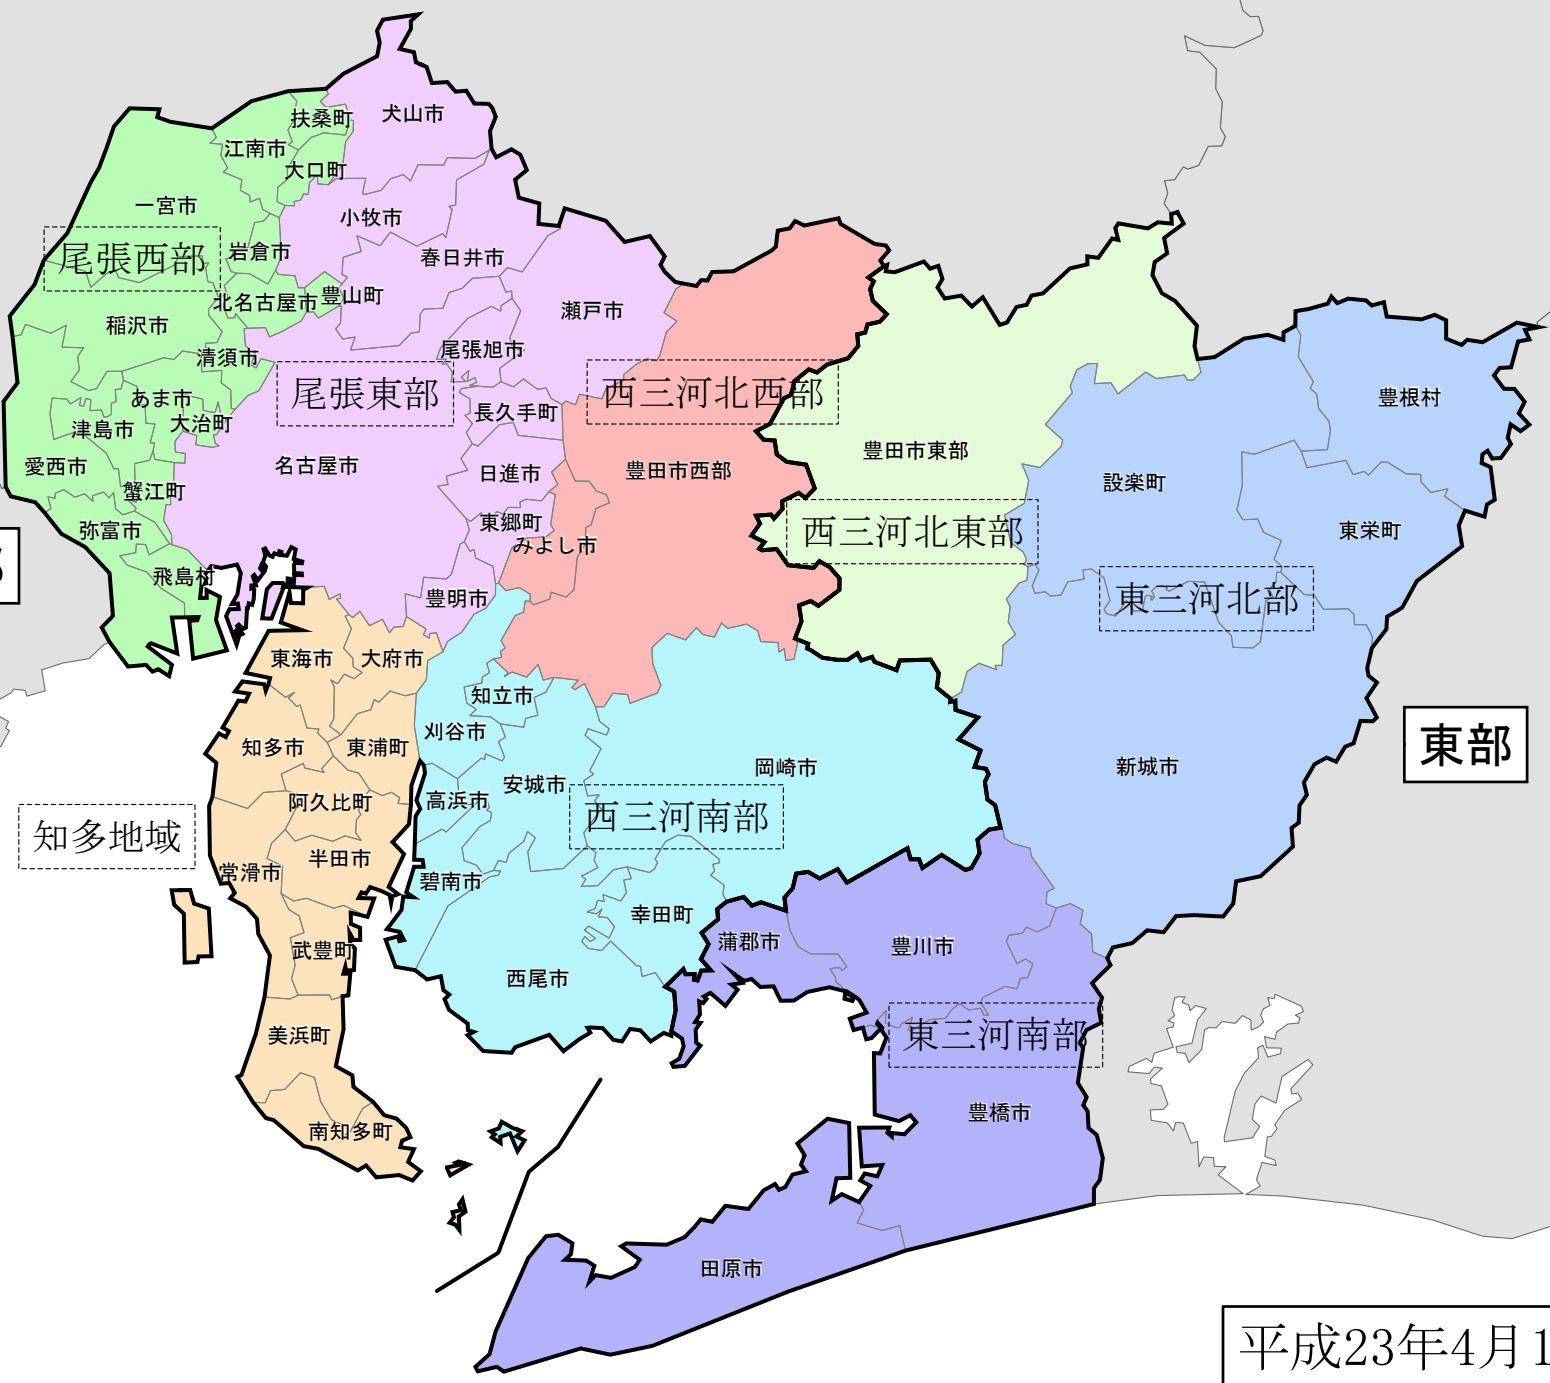 犬山市
扶桑町
江南市
大口町
一宮市
小牧市
尾張西部
岩倉市
春日井市
北名古屋市
豊山町
瀬戸市
稲沢市
尾張旭市
清須市
尾張東部
西三河北西部
あま市
豊根村
長久手町
津島市
大治町
愛西市
名古屋市
日進市
豊田市西部
豊田市東部
設楽町
蟹江町
弥富市
東郷町
みよし市
西三河北東部
東栄町
部
飛島村
豊明市
東三河北部
東海市
大府市
知立市
刈谷市
知多市
東浦町
岡崎市
新城市
東部
安城市
高浜市
阿久比町
西三河南部
知多地域
半田市
常滑市
碧南市
幸田町
蒲郡市
豊川市
武豊町
西尾市
美浜町
東三河南部
豊橋市
南知多町
田原市
平成23年4月1